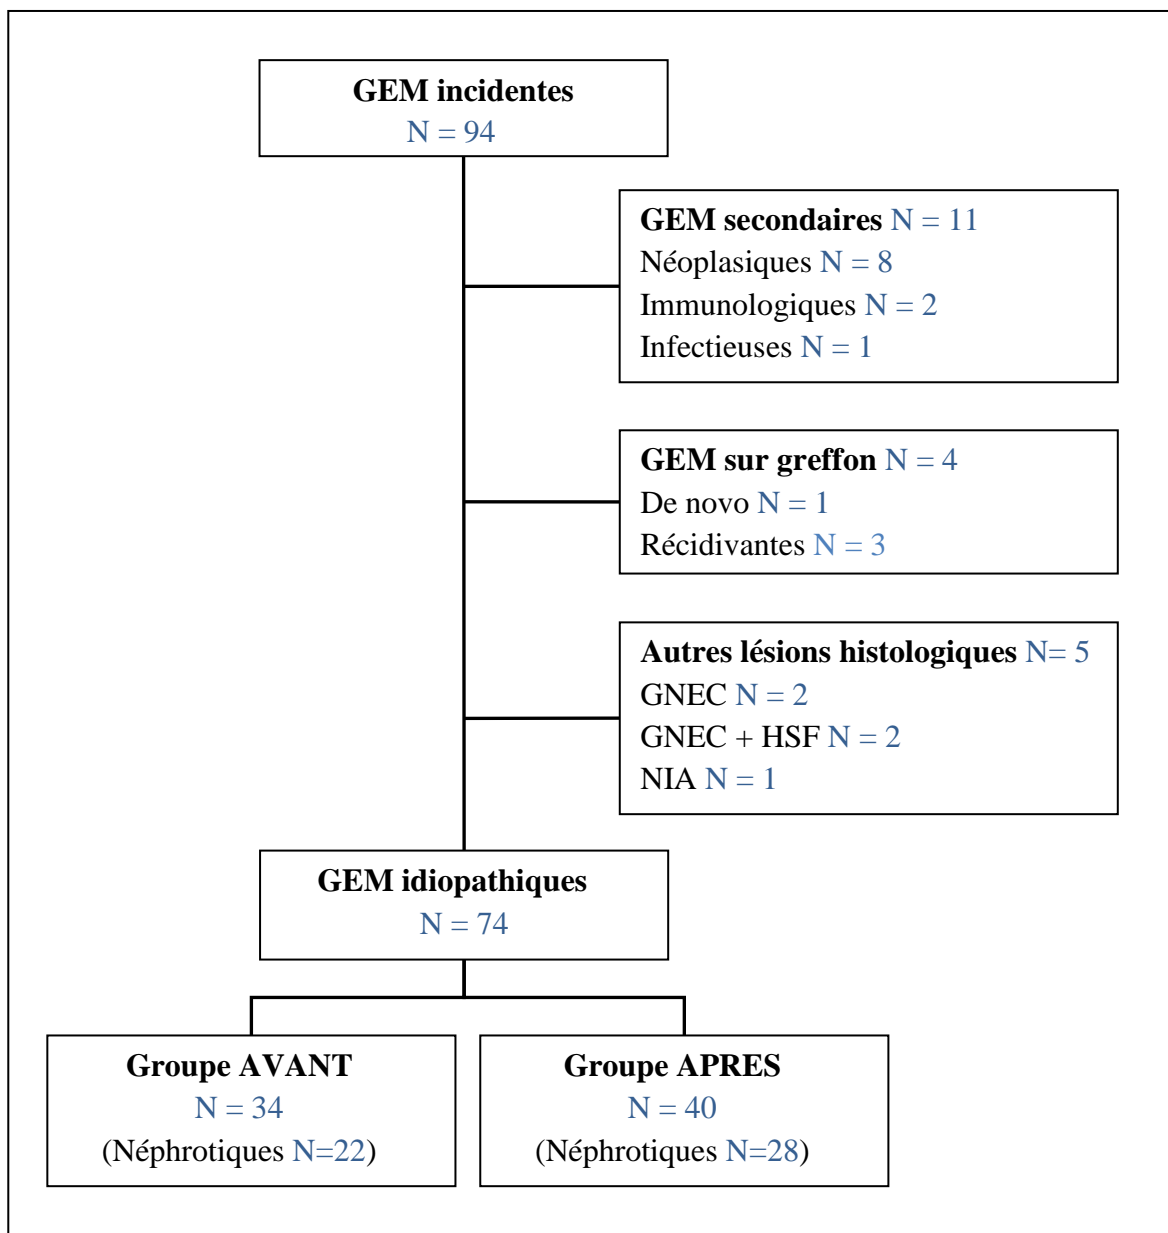 GEM incidentes
N = 94
GEM secondaires N = 11
Néoplasiques N = 8
Immunologiques N = 2
Infectieuses N = 1
GEM sur greffon N = 4
De novo N = 1
Récidivantes N = 3
Autres lésions histologiques N= 5
GNEC N = 2
GNEC + HSF N = 2
NIA N = 1
GEM idiopathiques
N = 74
Groupe AVANT
N = 34
(Néphrotiques N=22)
Groupe APRES
N = 40
(Néphrotiques N=28)